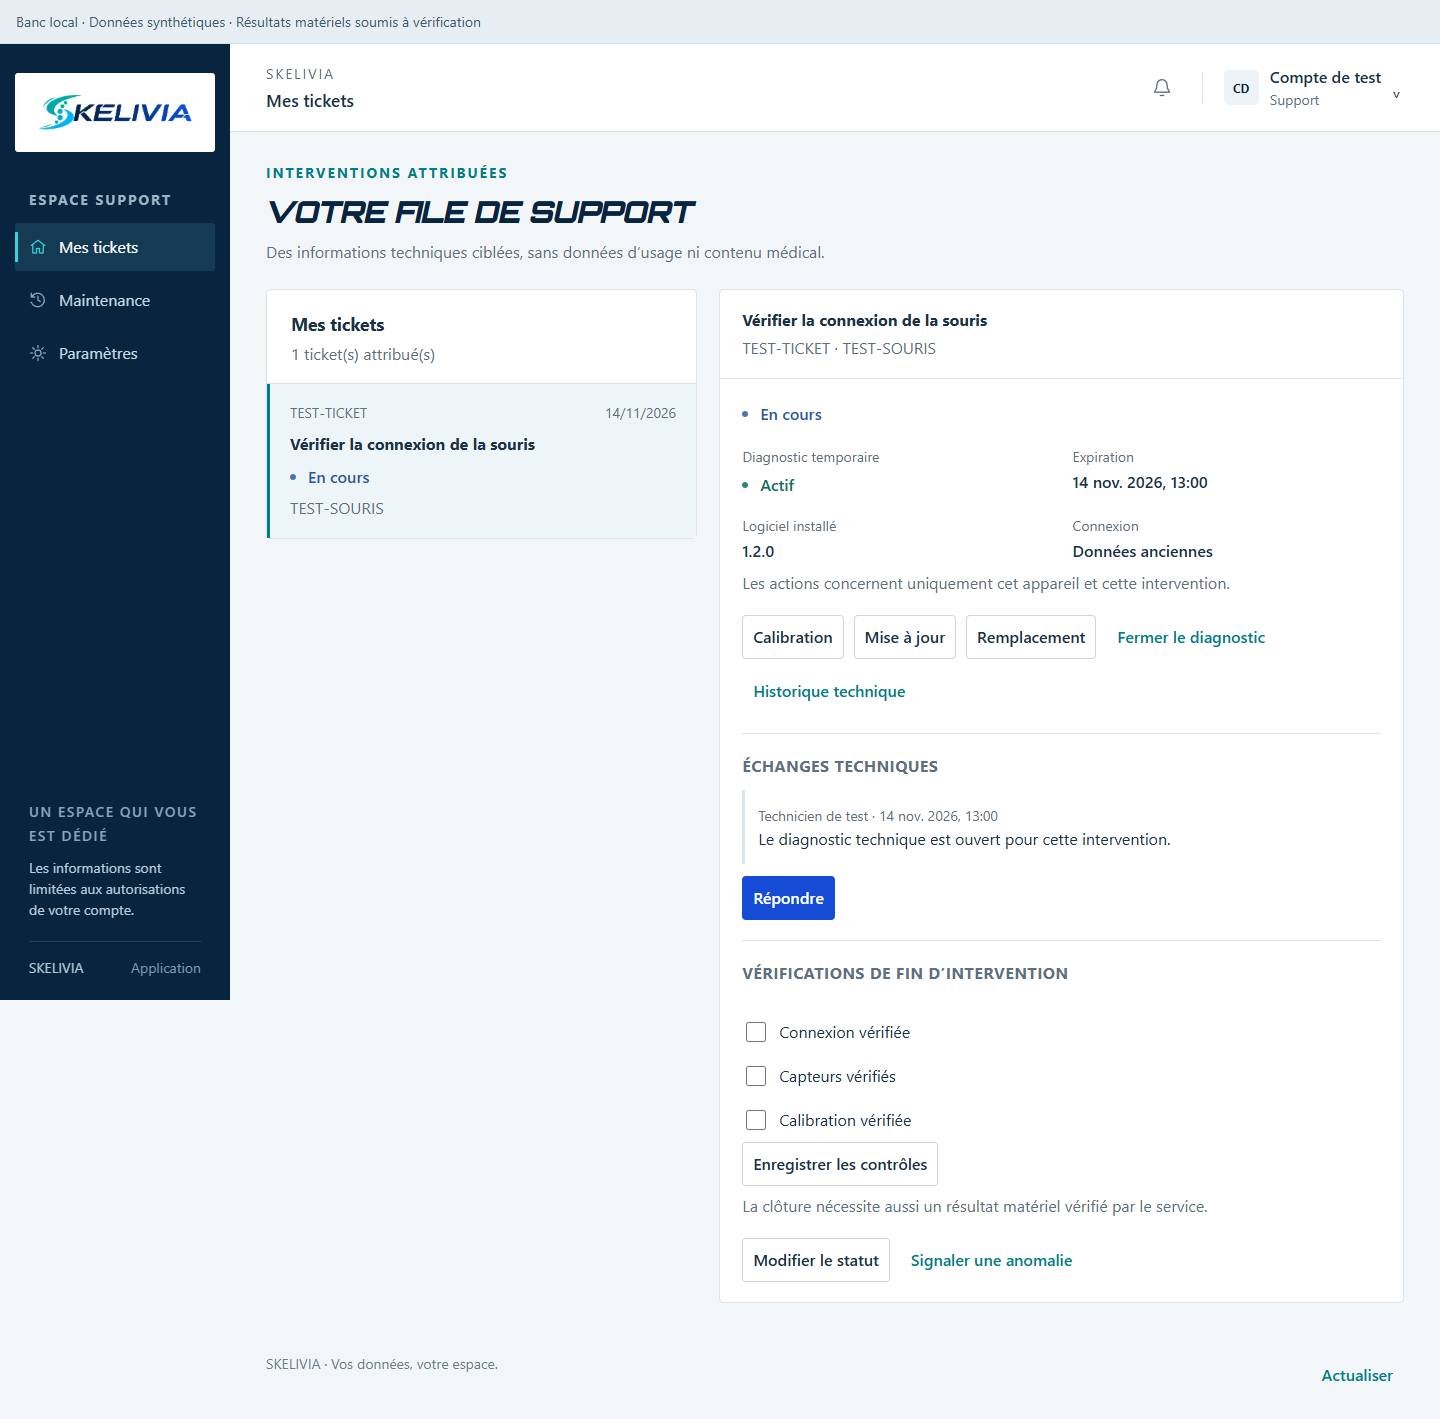 Banc local · Données synthétiques · Résultats matériels soumis à vérification
SKELIVIA
ESPACE SUPPORT
Mes tickets
Maintenance
Paramètres
UN ESPACE QUI VOUS
EST DÉDIÉ
Les informations sont
limitées aux autorisations
de votre compte.
SKELIVIA Application
SKELIVIA
Mes tickets
CD
Compte de test
Support
v
INTERVENTIONS ATTRIBUÉES
VOTRE FILE DE SUPPORT
Des informations techniques ciblées, sans données d’usage ni contenu médical.
Mes tickets
1 ticket(s) attribué(s)
TEST-TICKET 14/11/2026
Vérifier la connexion de la souris
En cours
TEST-SOURIS
Vérifier la connexion de la souris
TEST-TICKET · TEST-SOURIS
En cours
Diagnostic temporaire Expiration
Actif 14 nov. 2026, 13:00
Logiciel installé Connexion
1.2.0 Données anciennes
Les actions concernent uniquement cet appareil et cette intervention.
Calibration Mise à jour Remplacement Fermer le diagnostic
Historique technique
ÉCHANGES TECHNIQUES
Technicien de test · 14 nov. 2026, 13:00
Le diagnostic technique est ouvert pour cette intervention.
Répondre
VÉRIFICATIONS DE FIN D’INTERVENTION
Connexion vérifiée
Capteurs vérifiés
Calibration vérifiée
Enregistrer les contrôles
La clôture nécessite aussi un résultat matériel vérifié par le service.
Modifier le statut Signaler une anomalie
SKELIVIA · Vos données, votre espace.
Actualiser